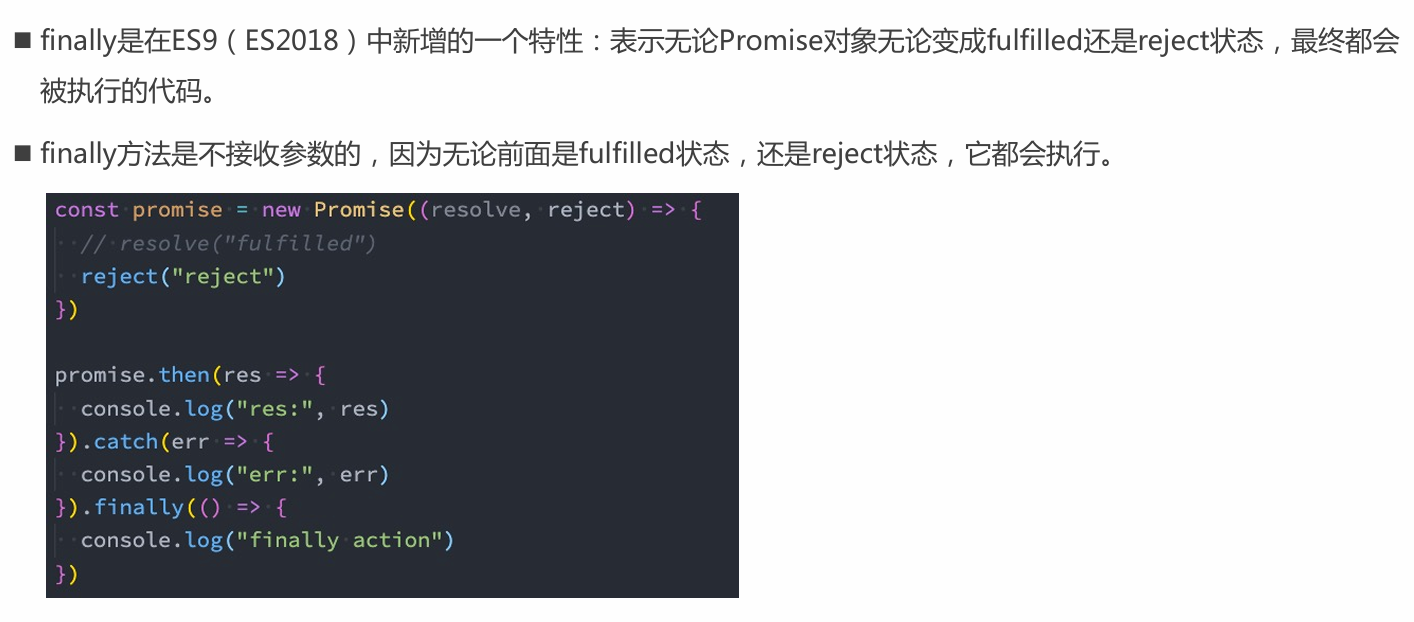 ■ finally是在ES9（ES2018）中新增的一个特性：表示无论Promise对象无论变成fulfilled还是reject状态，最终都会
被执行的代码。
■ finally方法是不接收参数的，因为无论前面是fulfilled状态，还是reject状态，它都会执行。
const promise = new Promise((resolve, reject) => {
  // resolve("fulfilled")
  reject("reject")
})

promise.then(res => {
  console.log("res:", res)
}).catch(err => {
  console.log("err:", err)
}).finally(() => {
  console.log("finally action")
})